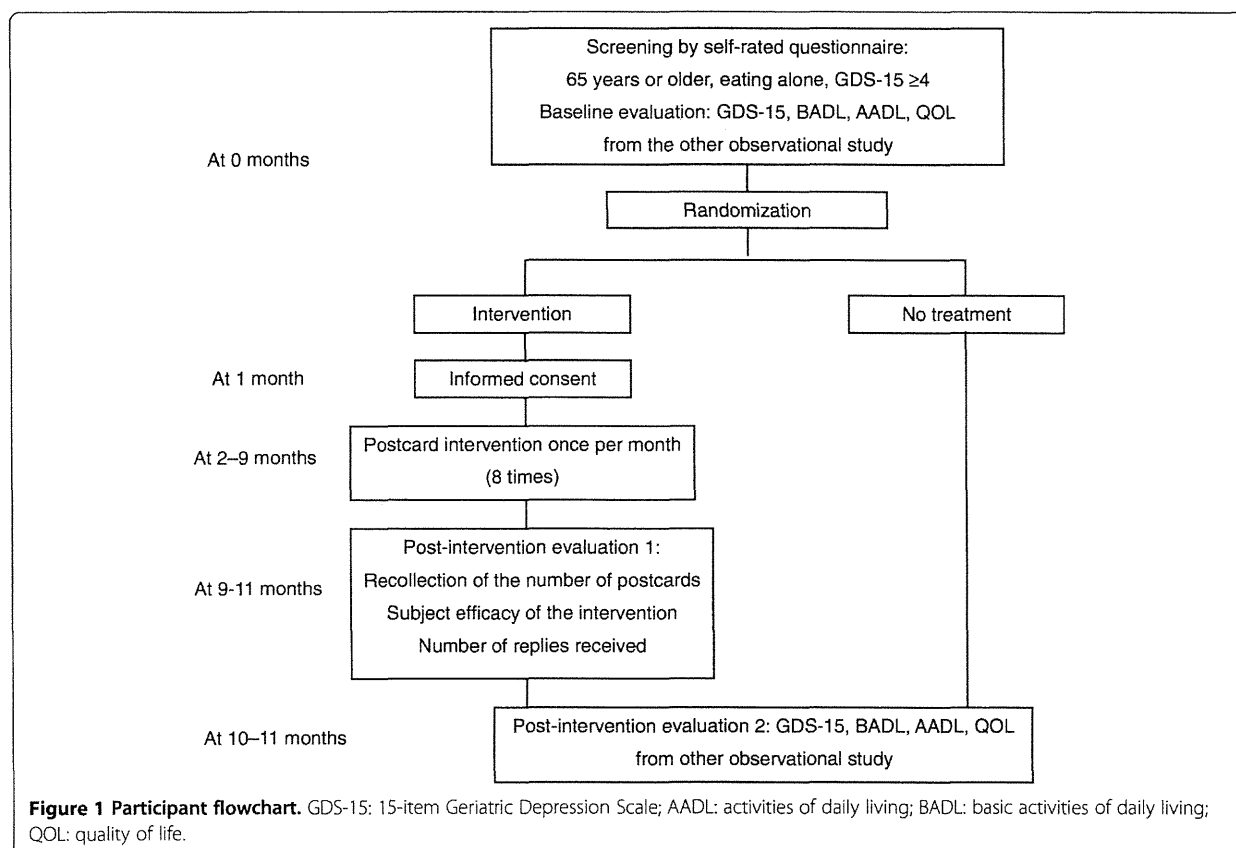 Screening by self-rated questionnaire:
65 years or older, eating alone, GDS-15 ≥4
Baseline evaluation: GDS-15, BADL, AADL, QOL
from the other observational study
At 0 months
Randomization
Intervention
No treatment
At 1 month
Informed consent
At 2–9 months
Postcard intervention once per month
(8 times)
At 9-11 months
Post-intervention evaluation 1:
Recollection of the number of postcards
Subject efficacy of the intervention
Number of replies received
At 10–11 months
Post-intervention evaluation 2: GDS-15, BADL, AADL, QOL
from other observational study
Figure 1 Participant flowchart. GDS-15: 15-item Geriatric Depression Scale; AADL: activities of daily living; BADL: basic activities of daily living;
QOL: quality of life.